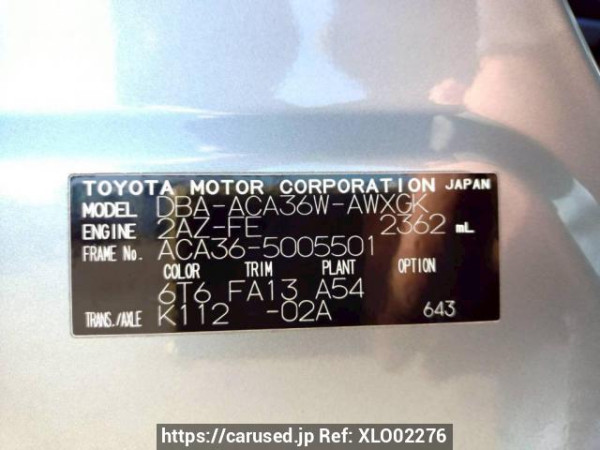 TOYOTA MOTOR CORPORATION JAPAN
MODEL DBA-ACA36W-AWXGK
ENGINE 2AZ-FE 2362 mL
FRAME No. ACA36-5005501
COLOR TRIM PLANT OPTION
6T6 FA13 A54
TRANS./AXLE K112 -02A 643
https://carused.jp Ref: XLO02276